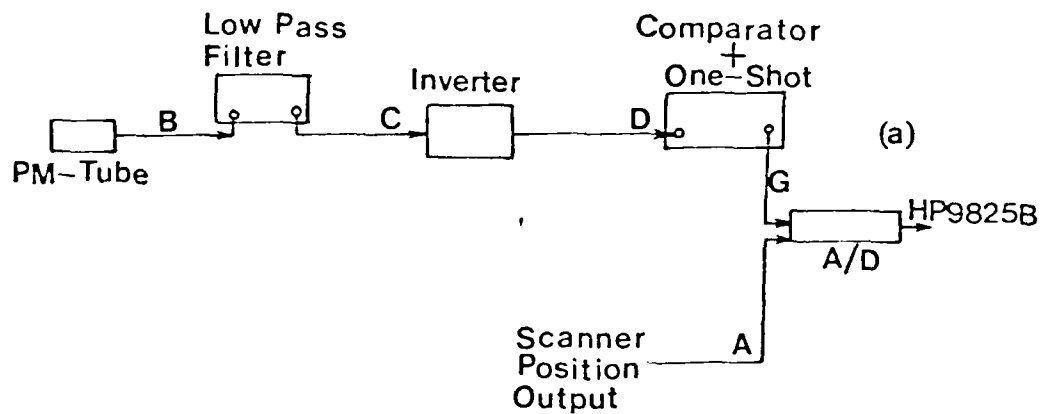 Low Pass
Filter
Comparator
+
One-Shot
Inverter
B
C
D
(a)
PM-Tube
G
HP9825B
A/D
Scanner
Position
Output
A